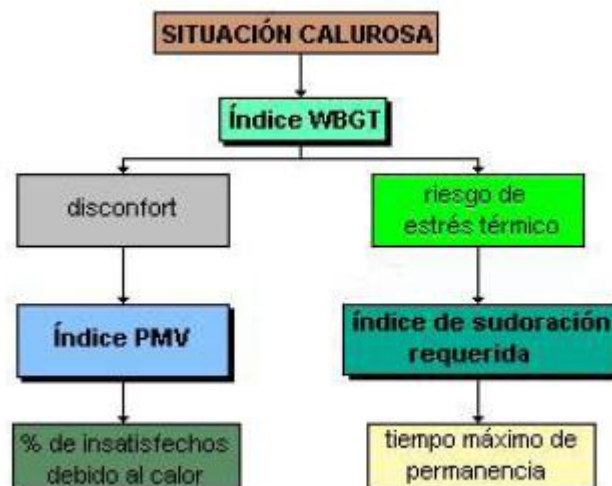 SITUACIÓN CALUROSA
Índice WBGT
disconfort
riesgo de
estrés térmico
Índice PMV
índice de sudoración
requerida
% de insatisfechos
debido al calor
tiempo máximo de
permanencia